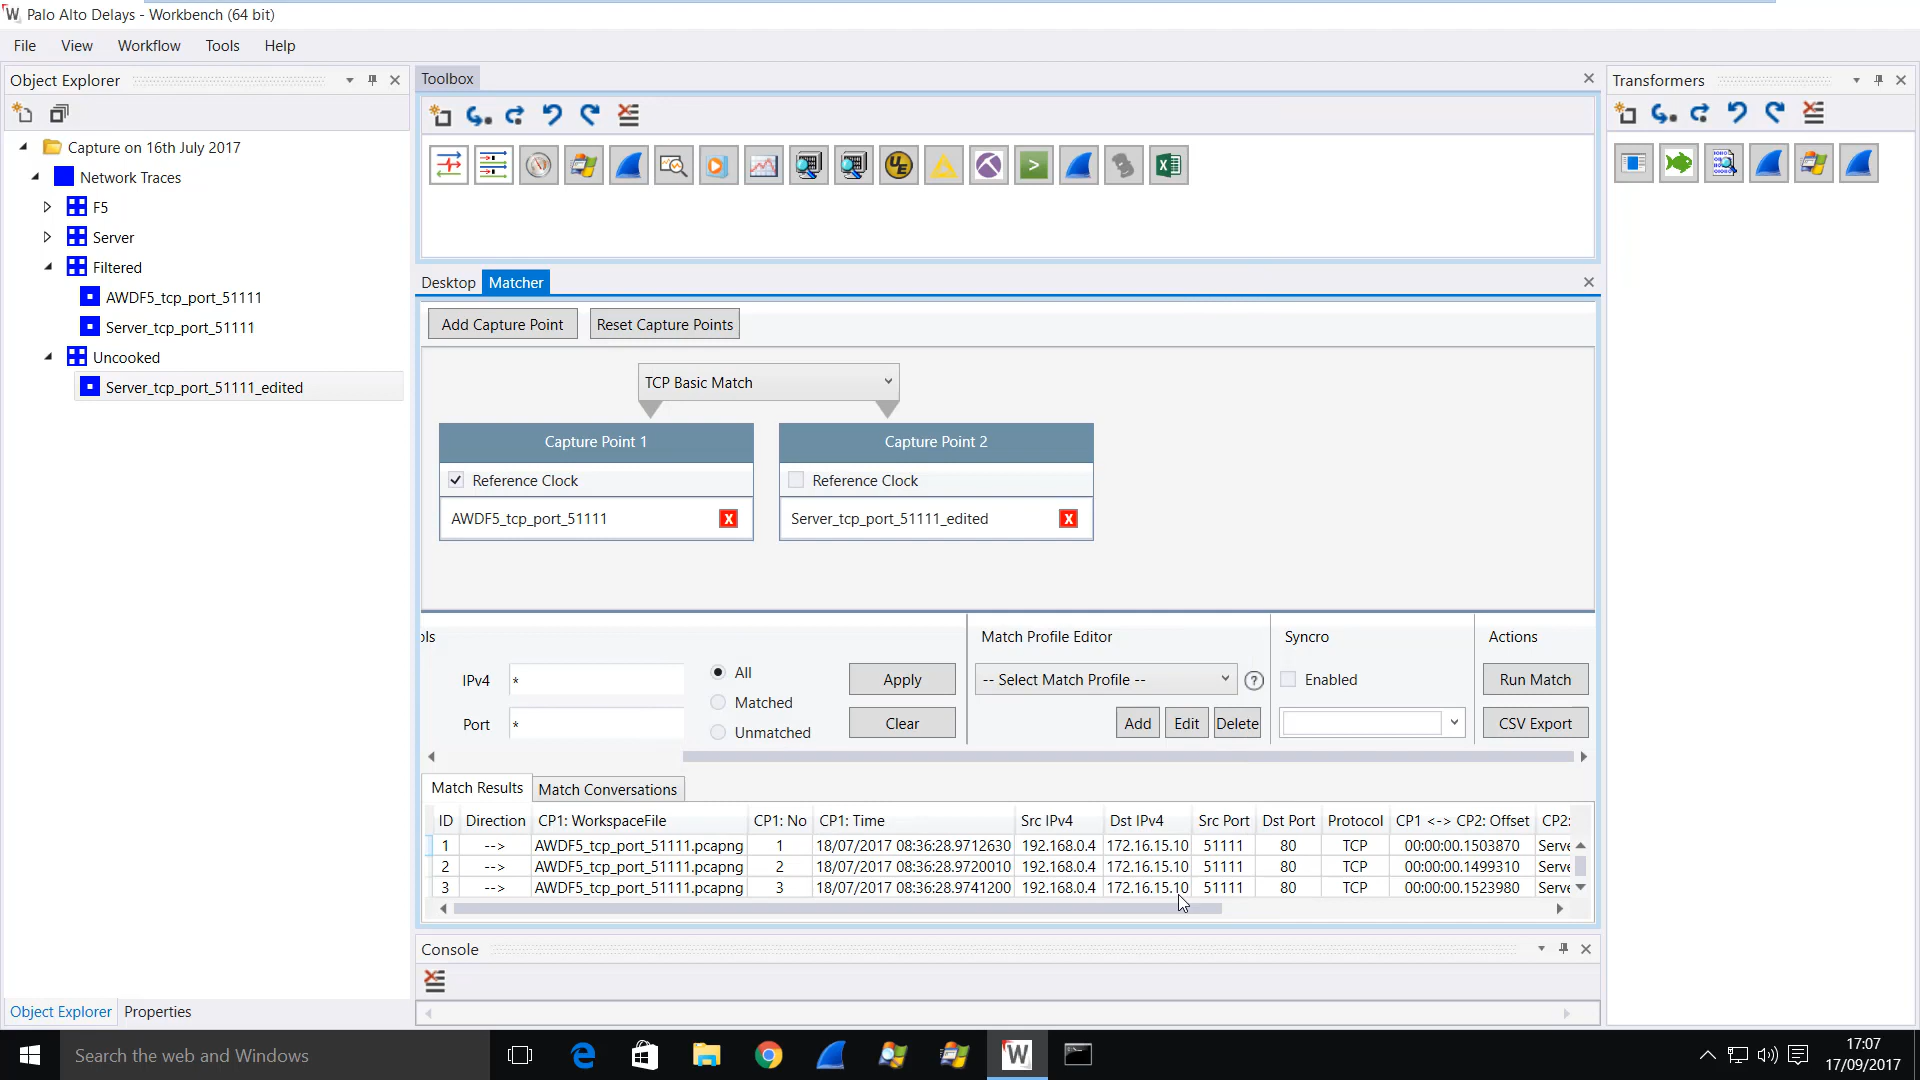 Palo Alto Delays - Workbench (64 bit)
File View Workflow Tools Help
Object Explorer
Capture on 16th July 2017
Network Traces
F5
Server
Filtered
AWDF5_tcp_port_51111
Server_tcp_port_51111
Uncooked
Server_tcp_port_51111_edited
Object Explorer Properties
Toolbox
Desktop Matcher
Add Capture Point Reset Capture Points
TCP Basic Match
Capture Point 1 Capture Point 2
Reference Clock Reference Clock
AWDF5_tcp_port_51111 X Server_tcp_port_51111_edited X
ols Match Profile Editor Syncro Actions
IPv4 * All Apply -- Select Match Profile -- ? Enabled Run Match
Matched
Port * Clear Add Edit Delete CSV Export
Unmatched
Match Results Match Conversations
ID Direction CP1: WorkspaceFile CP1: No CP1: Time Src IPv4 Dst IPv4 Src Port Dst Port Protocol CP1 <-> CP2: Offset CP2:
1 --> AWDF5_tcp_port_51111.pcapng 1 18/07/2017 08:36:28.9712630 192.168.0.4 172.16.15.10 51111 80 TCP 00:00:00.1503870 Serve
2 --> AWDF5_tcp_port_51111.pcapng 2 18/07/2017 08:36:28.9720010 192.168.0.4 172.16.15.10 51111 80 TCP 00:00:00.1499310 Serve
3 --> AWDF5_tcp_port_51111.pcapng 3 18/07/2017 08:36:28.9741200 192.168.0.4 172.16.15.10 51111 80 TCP 00:00:00.1523980 Serve
Console
Transformers
Search the web and Windows
17:07
17/09/2017